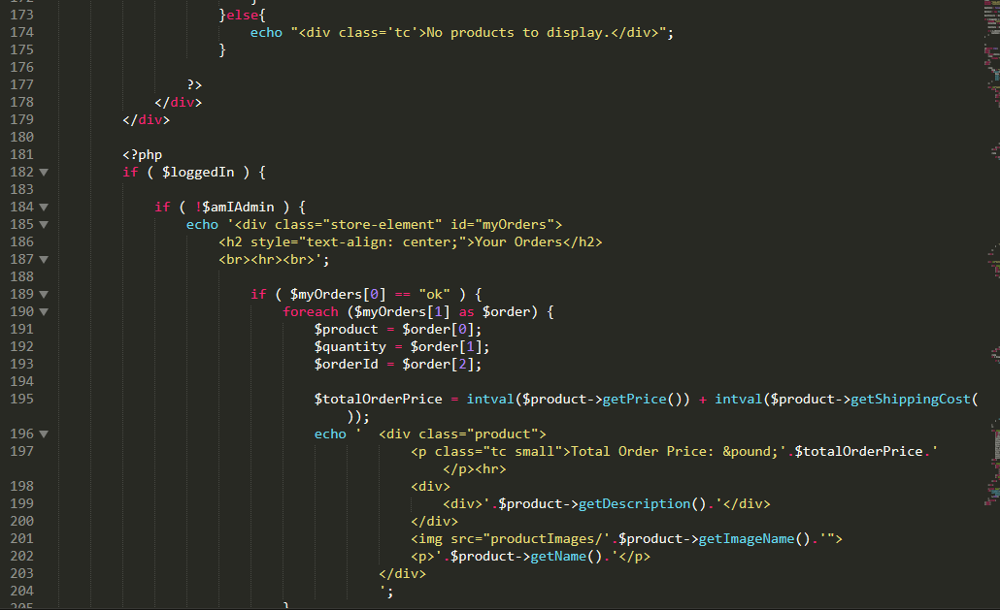 173 }else{
174 echo "<div class='tc'>No products to display.</div>";
175 }
176
177 ?>
178 </div>
179 </div>
180
181 <?php
182 if ( $loggedIn ) {
183
184 if ( !$amIAdmin ) {
185 echo '<div class="store-element" id="myOrders">
186 <h2 style="text-align: center;">Your Orders</h2>
187 <br><hr><br>';
188
189 if ( $myOrders[0] == "ok" ) {
190 foreach ($myOrders[1] as $order) {
191 $product = $order[0];
192 $quantity = $order[1];
193 $orderId = $order[2];
194
195 $totalOrderPrice = intval($product->getPrice()) + intval($product->getShippingCost(
));
196 echo ' <div class="product">
197 <p class="tc small">Total Order Price: &pound;'.$totalOrderPrice.'
</p><hr>
198 <div>
199 <div>'.$product->getDescription().'</div>
200 </div>
201 <img src="productImages/'.$product->getImageName().'">
202 <p>'.$product->getName().'</p>
203 </div>
204 ';
205 }